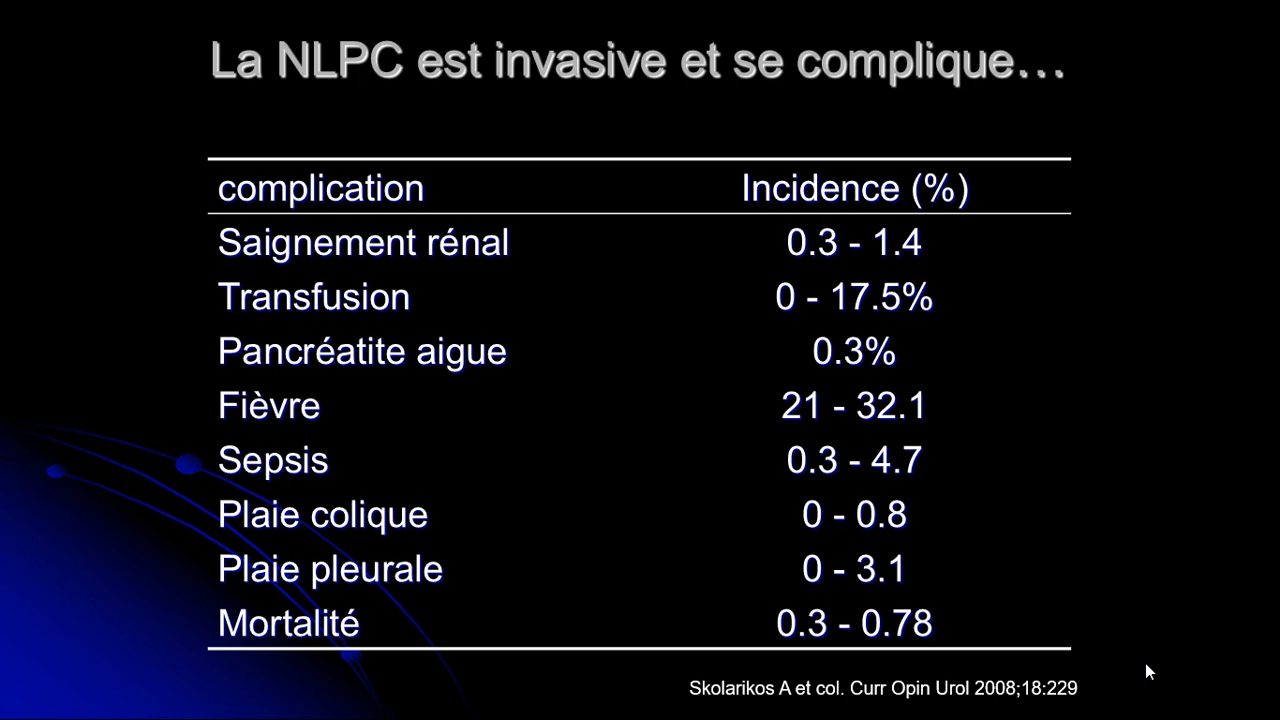 La NLPC est invasive et se complique…
complication Incidence (%)
Saignement rénal 0.3 - 1.4
Transfusion 0 - 17.5%
Pancréatite aigue 0.3%
Fièvre 21 - 32.1
Sepsis 0.3 - 4.7
Plaie colique 0 - 0.8
Plaie pleurale 0 - 3.1
Mortalité 0.3 - 0.78
Skolarikos A et col. Curr Opin Urol 2008;18:229